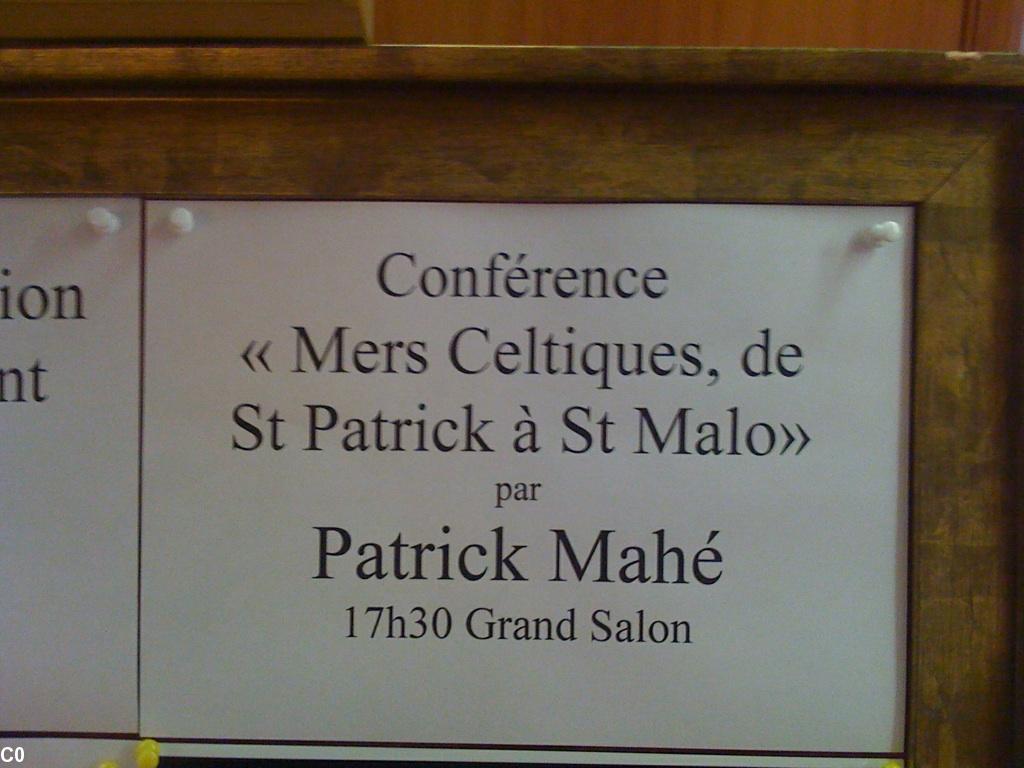 ion
nt
Conférence
« Mers Celtiques, de
St Patrick à St Malo»
par
Patrick Mahé
17h30 Grand Salon
C0